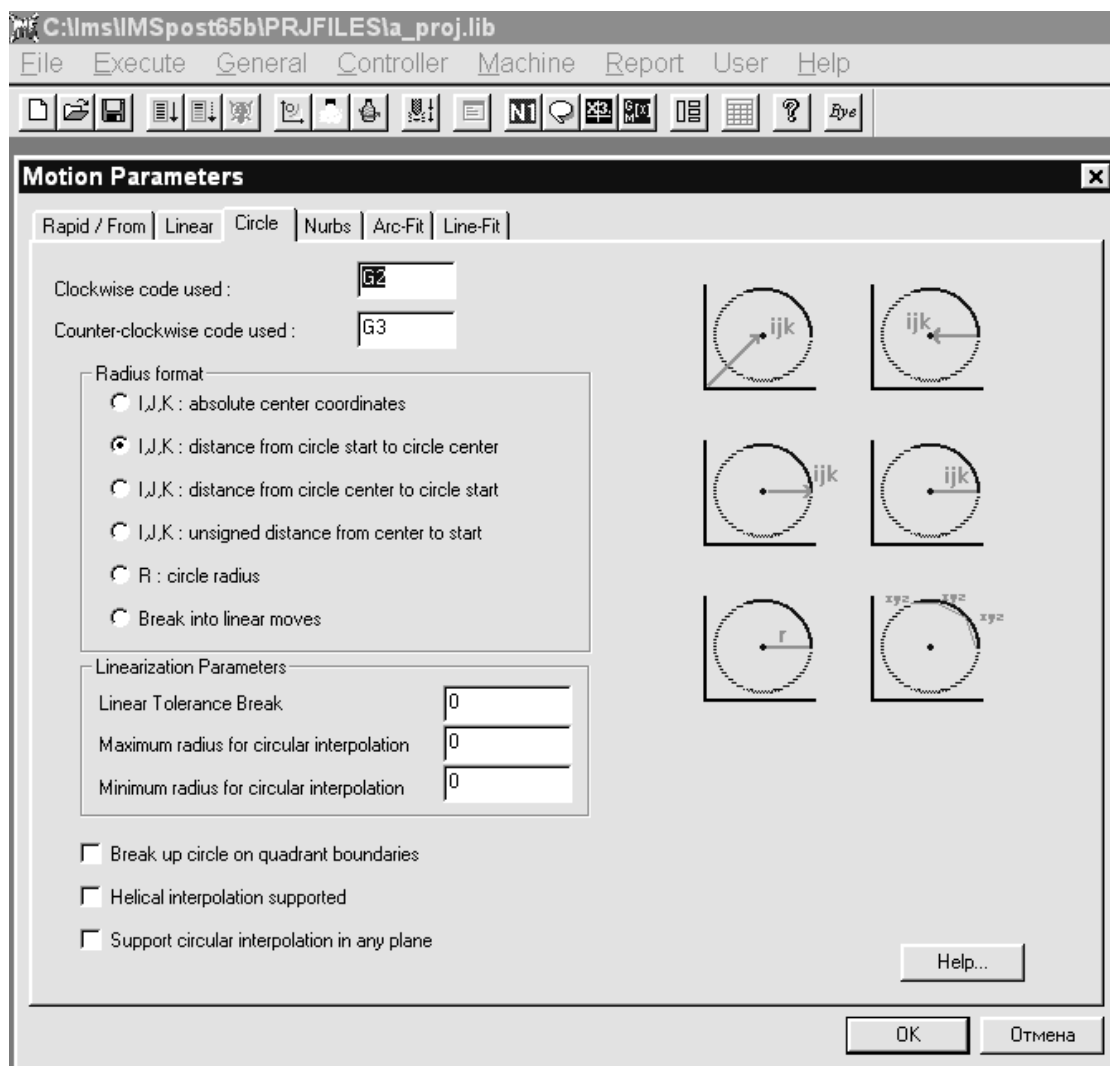 C:\Ims\IMSpost65b\PRJFILES\a_proj.lib
File Execute General Controller Machine Report User Help
N1 Bye
Motion Parameters
Rapid / From Linear Circle Nurbs Arc-Fit Line-Fit
Clockwise code used : G2
Counter-clockwise code used : G3
Radius format
I,J,K : absolute center coordinates
I,J,K : distance from circle start to circle center
I,J,K : distance from circle center to circle start
I,J,K : unsigned distance from center to start
R : circle radius
Break into linear moves
ijk ijk
ijk ijk
r xyz xyz xyz
Linearization Parameters
Linear Tolerance Break 0
Maximum radius for circular interpolation 0
Minimum radius for circular interpolation 0
Break up circle on quadrant boundaries
Helical interpolation supported
Support circular interpolation in any plane
Help...
OK Отмена